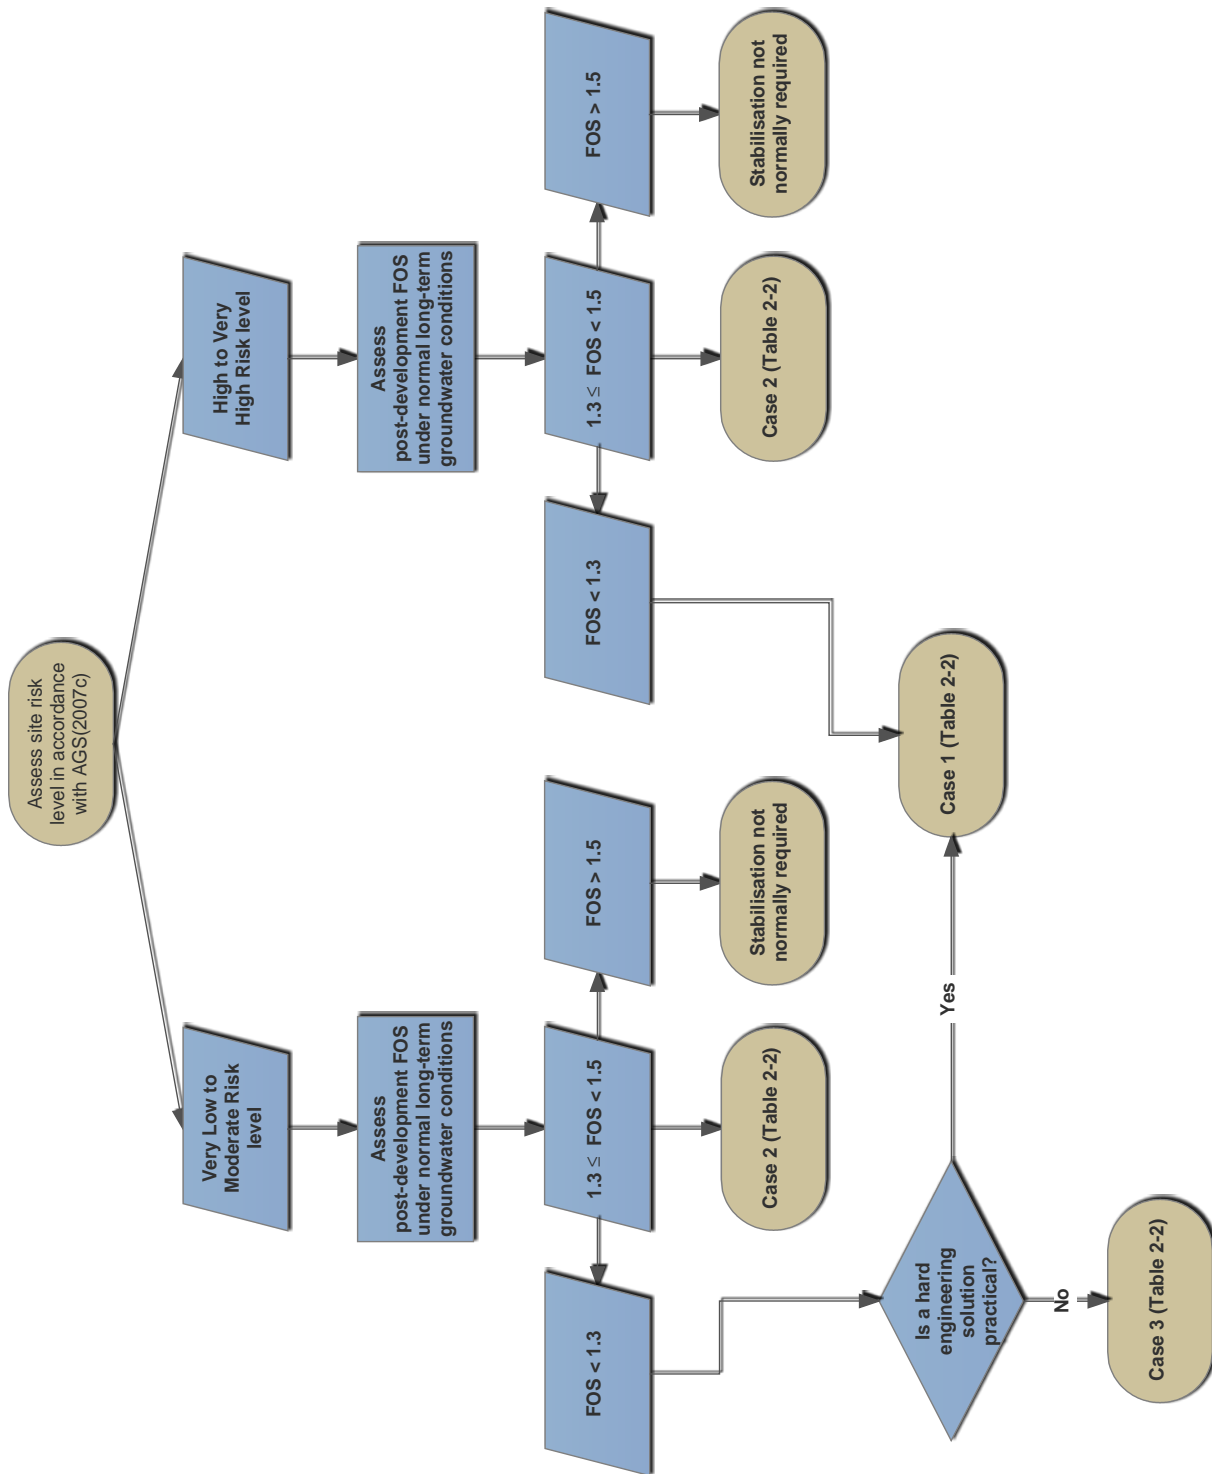 Assess site risk
level in accordance
with AGS(2007c)
Very Low to
Moderate Risk
level
High to Very
High Risk level
Assess
post-development FOS
under normal long-term
groundwater conditions
Assess
post-development FOS
under normal long-term
groundwater conditions
FOS < 1.3
1.3 ≤ FOS < 1.5
FOS > 1.5
FOS < 1.3
1.3 ≤ FOS < 1.5
FOS > 1.5
Case 2 (Table 2-2)
Stabilisation not
normally required
Case 2 (Table 2-2)
Stabilisation not
normally required
Is a hard
engineering
solution
practical?
Yes
Case 1 (Table 2-2)
No
Case 3 (Table 2-2)